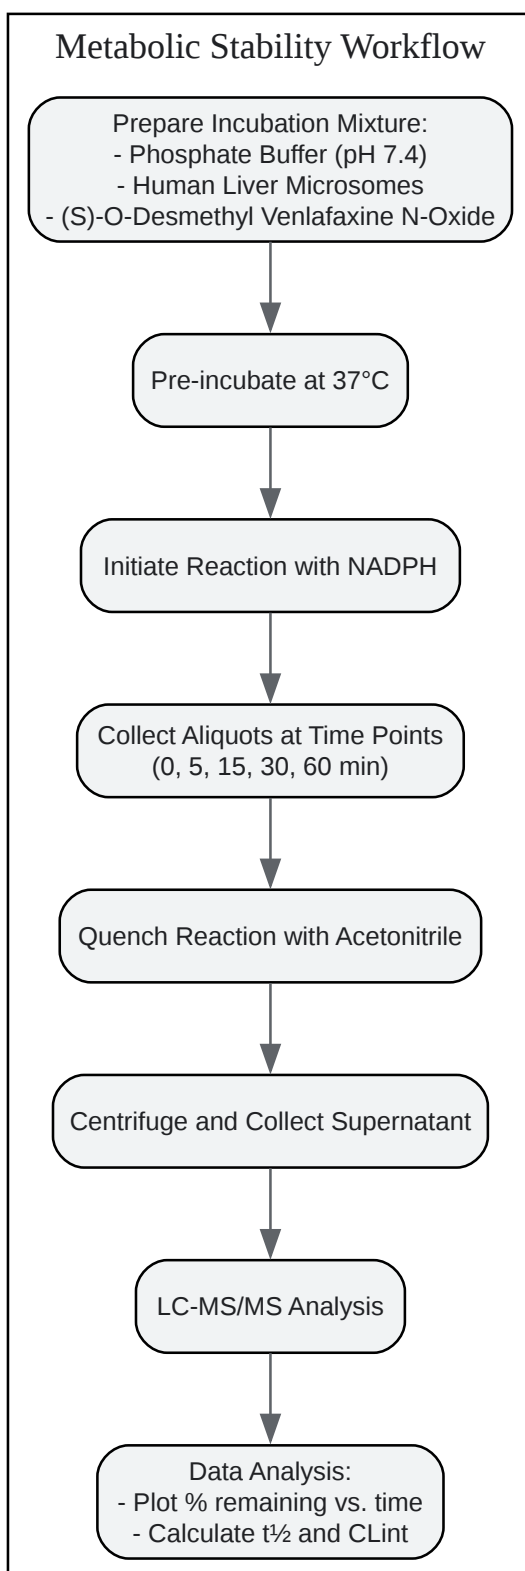 Metabolic Stability Workflow
Prepare Incubation Mixture:
- Phosphate Buffer (pH 7.4)
- Human Liver Microsomes
- (S)-O-Desmethyl Venlafaxine N-Oxide
Pre-incubate at 37°C
Initiate Reaction with NADPH
Collect Aliquots at Time Points
(0, 5, 15, 30, 60 min)
Quench Reaction with Acetonitrile
Centrifuge and Collect Supernatant
LC-MS/MS Analysis
Data Analysis:
- Plot % remaining vs. time
- Calculate t½ and CLint